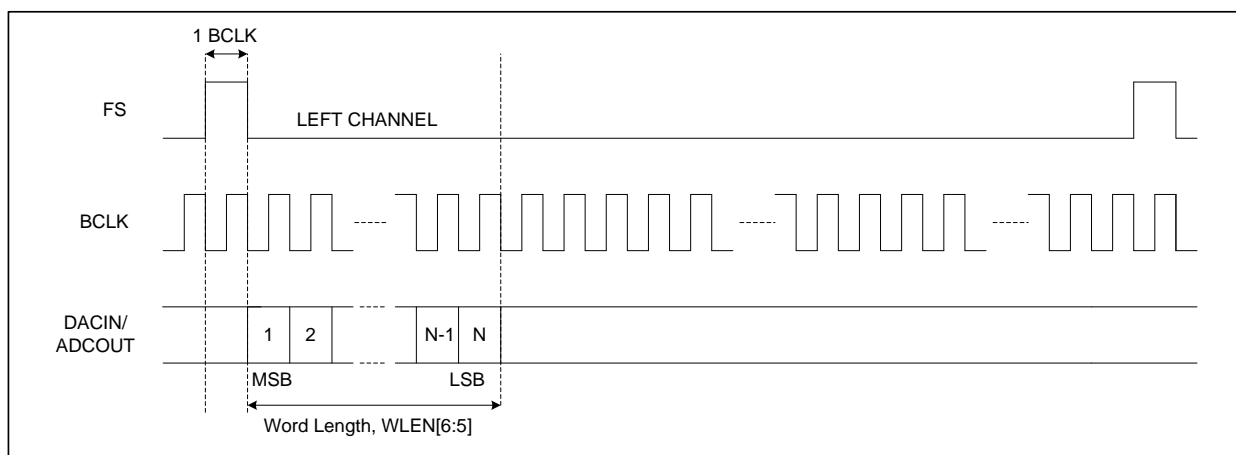 1 BCLK
FS
LEFT CHANNEL
BCLK
DACIN/
ADCOUT
1 2 N-1 N
MSB LSB
Word Length, WLEN[6:5]